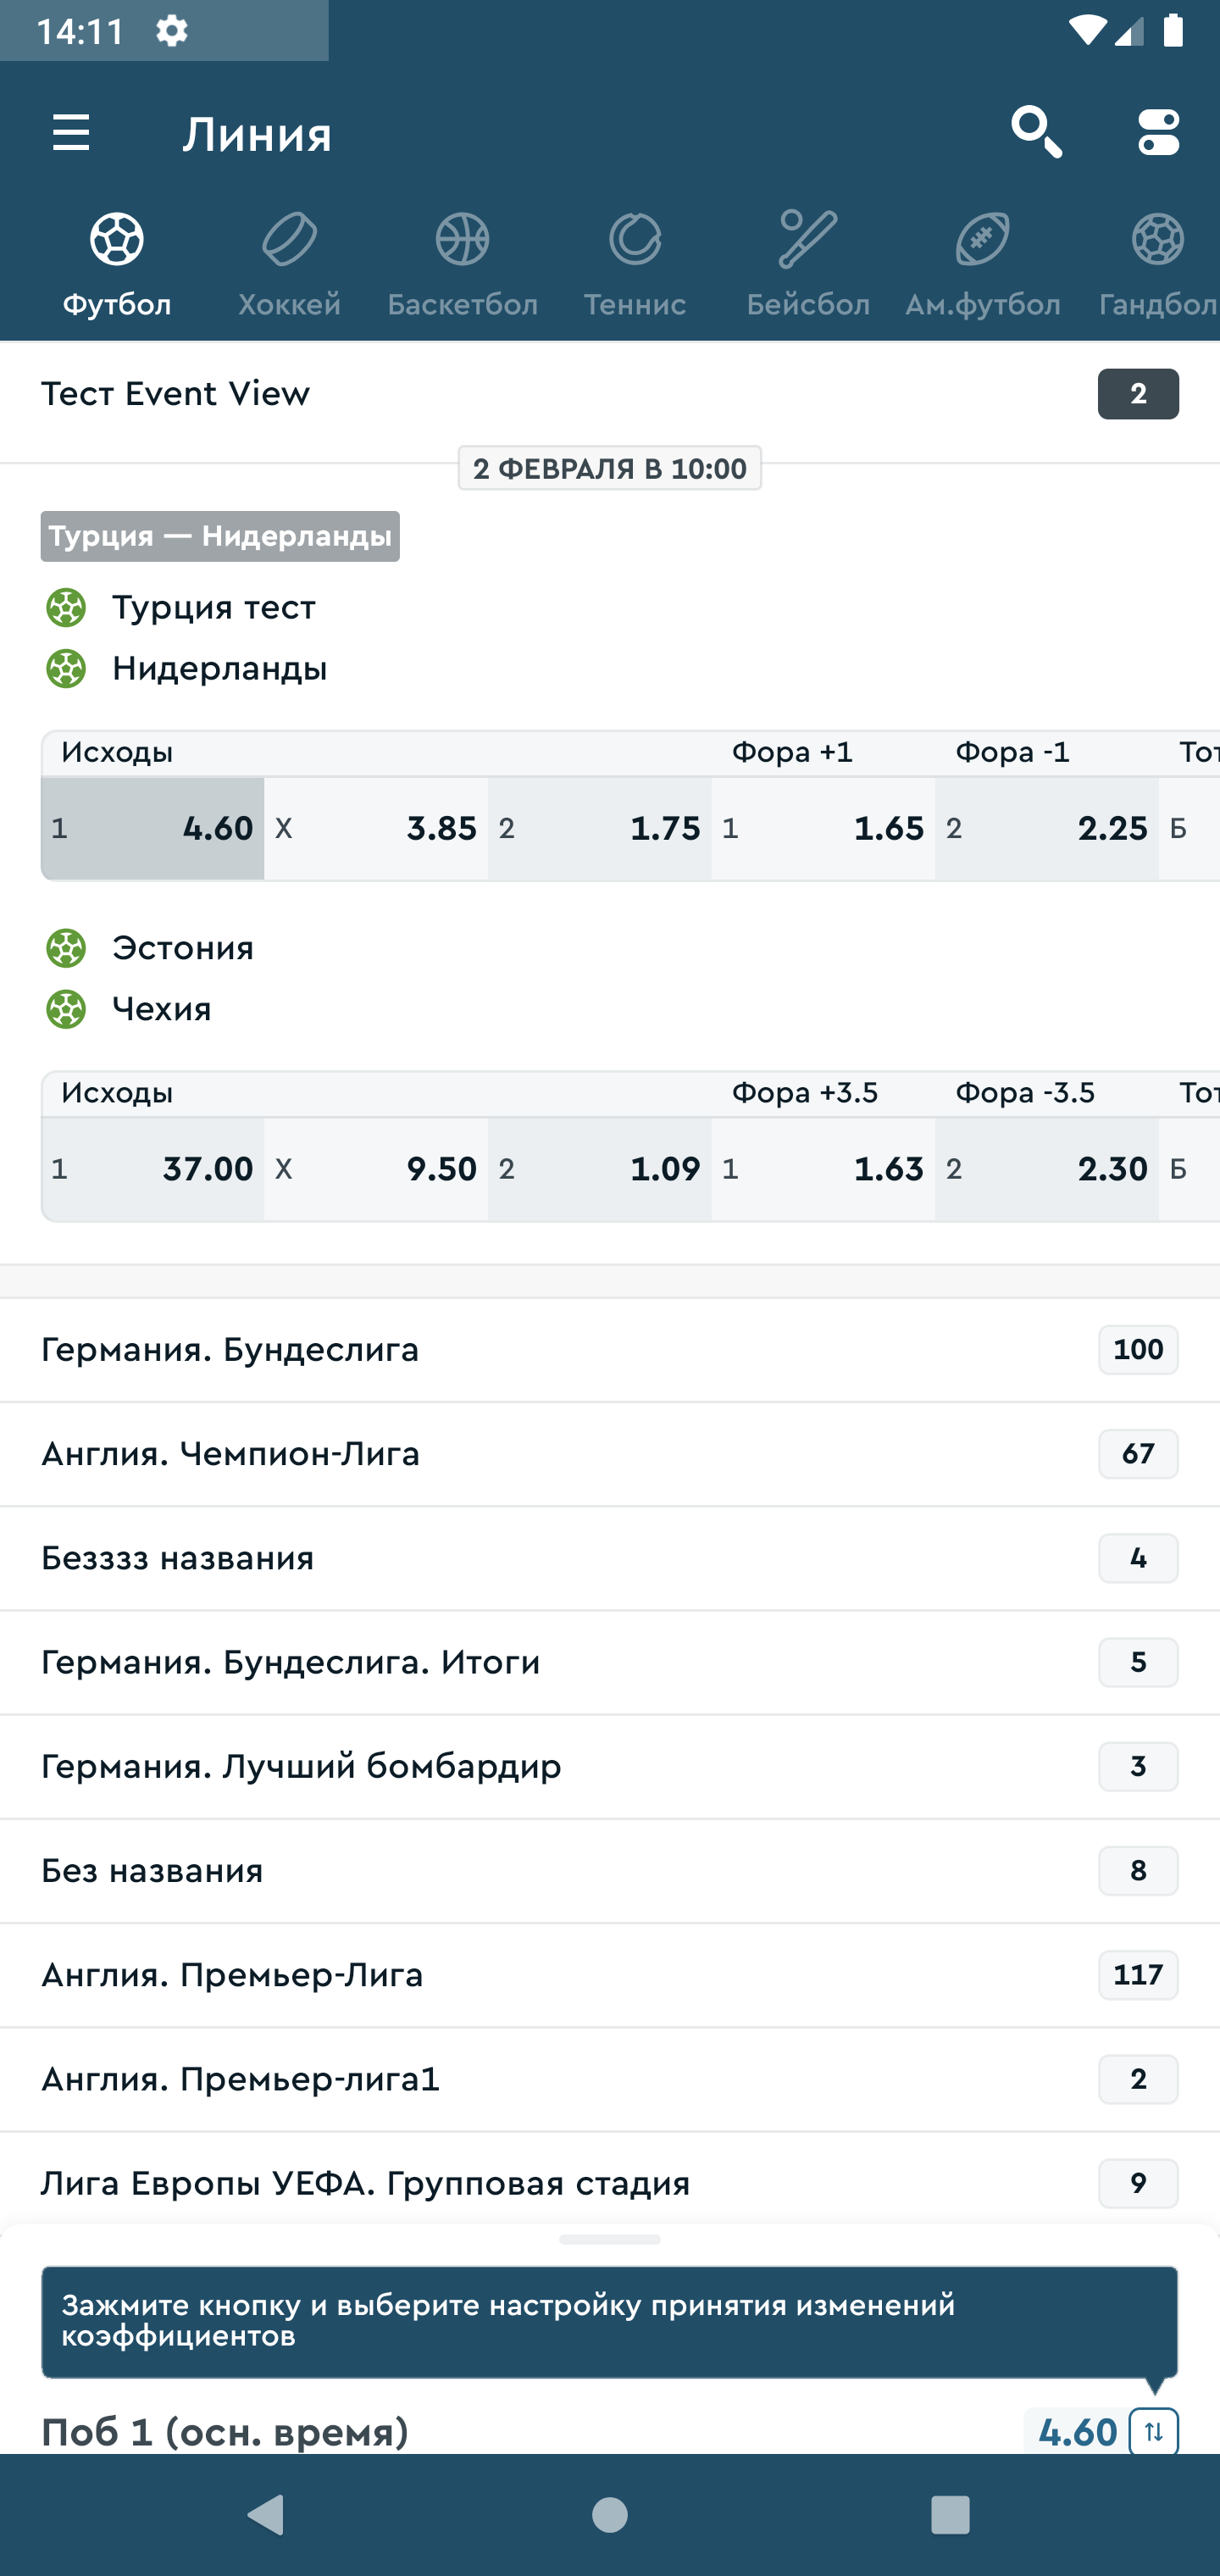 14:11
Линия
Футбол Хоккей Баскетбол Теннис Бейсбол Ам.футбол Гандбол
Тест Event View 2
2 ФЕВРАЛЯ В 10:00
Турция — Нидерланды
Турция тест
Нидерланды
Исходы Фора +1 Фора -1 Тот
1 4.60 X 3.85 2 1.75 1 1.65 2 2.25 Б
Эстония
Чехия
Исходы Фора +3.5 Фора -3.5 Тот
1 37.00 X 9.50 2 1.09 1 1.63 2 2.30 Б
Германия. Бундеслига 100
Англия. Чемпион-Лига 67
Безззз названия 4
Германия. Бундеслига. Итоги 5
Германия. Лучший бомбардир 3
Без названия 8
Англия. Премьер-Лига 117
Англия. Премьер-лига1 2
Лига Европы УЕФА. Групповая стадия 9
Зажмите кнопку и выберите настройку принятия изменений
коэффициентов
Поб 1 (осн. время) 4.60